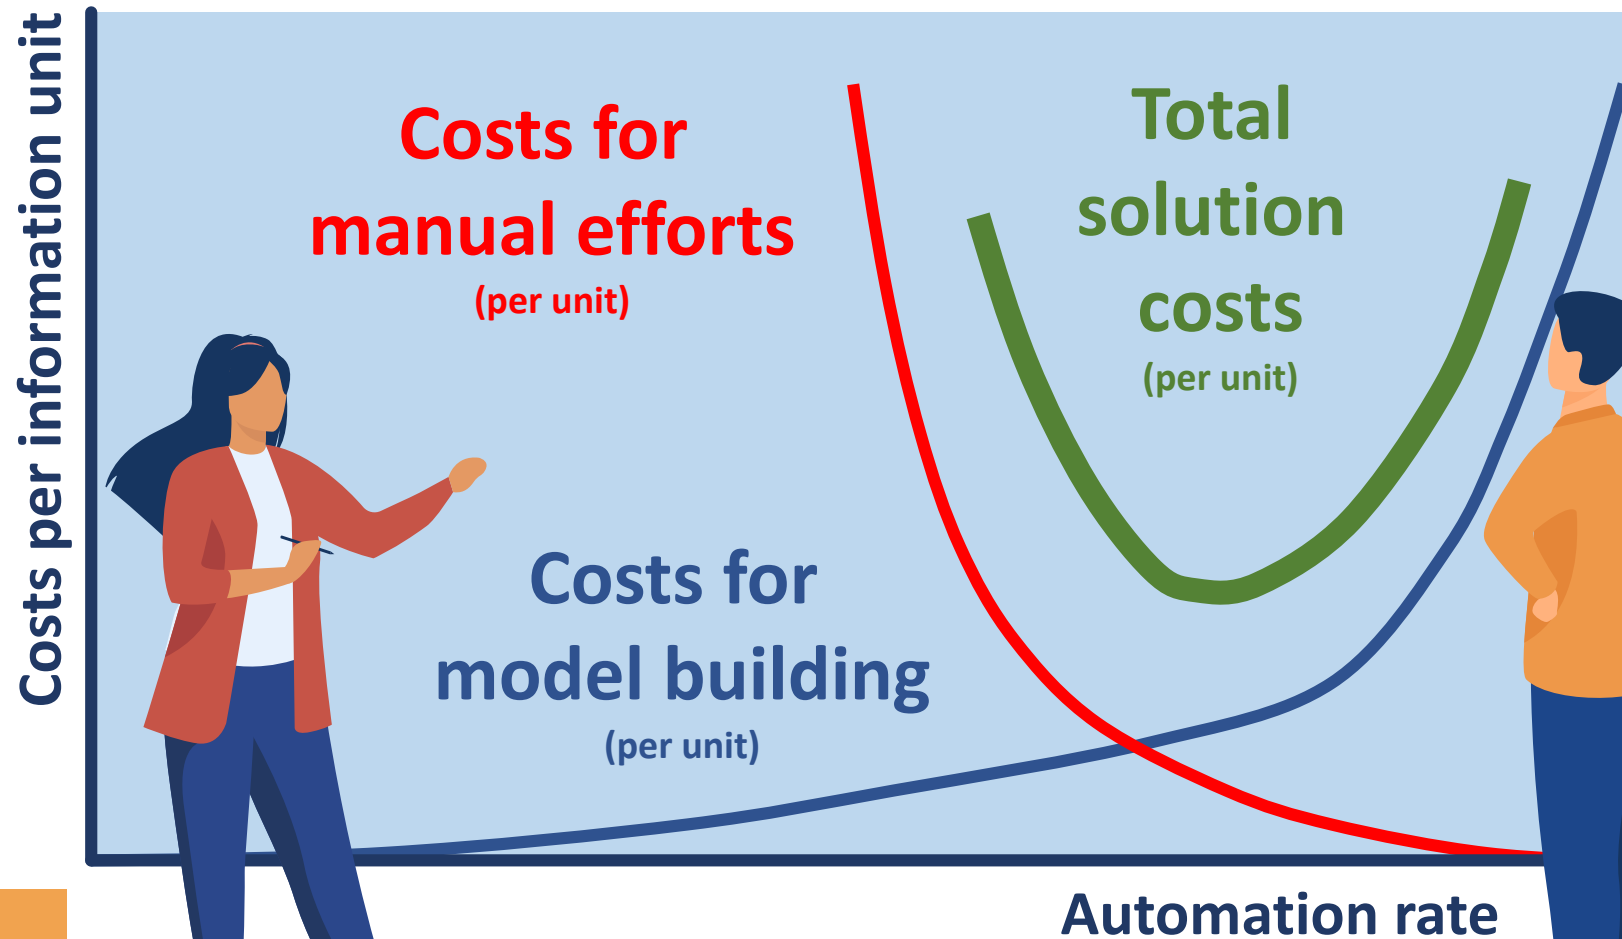 Costs per information unit
Costs for
manual efforts
(per unit)
Total
solution
costs
(per unit)
Costs for
model building
(per unit)
Automation rate